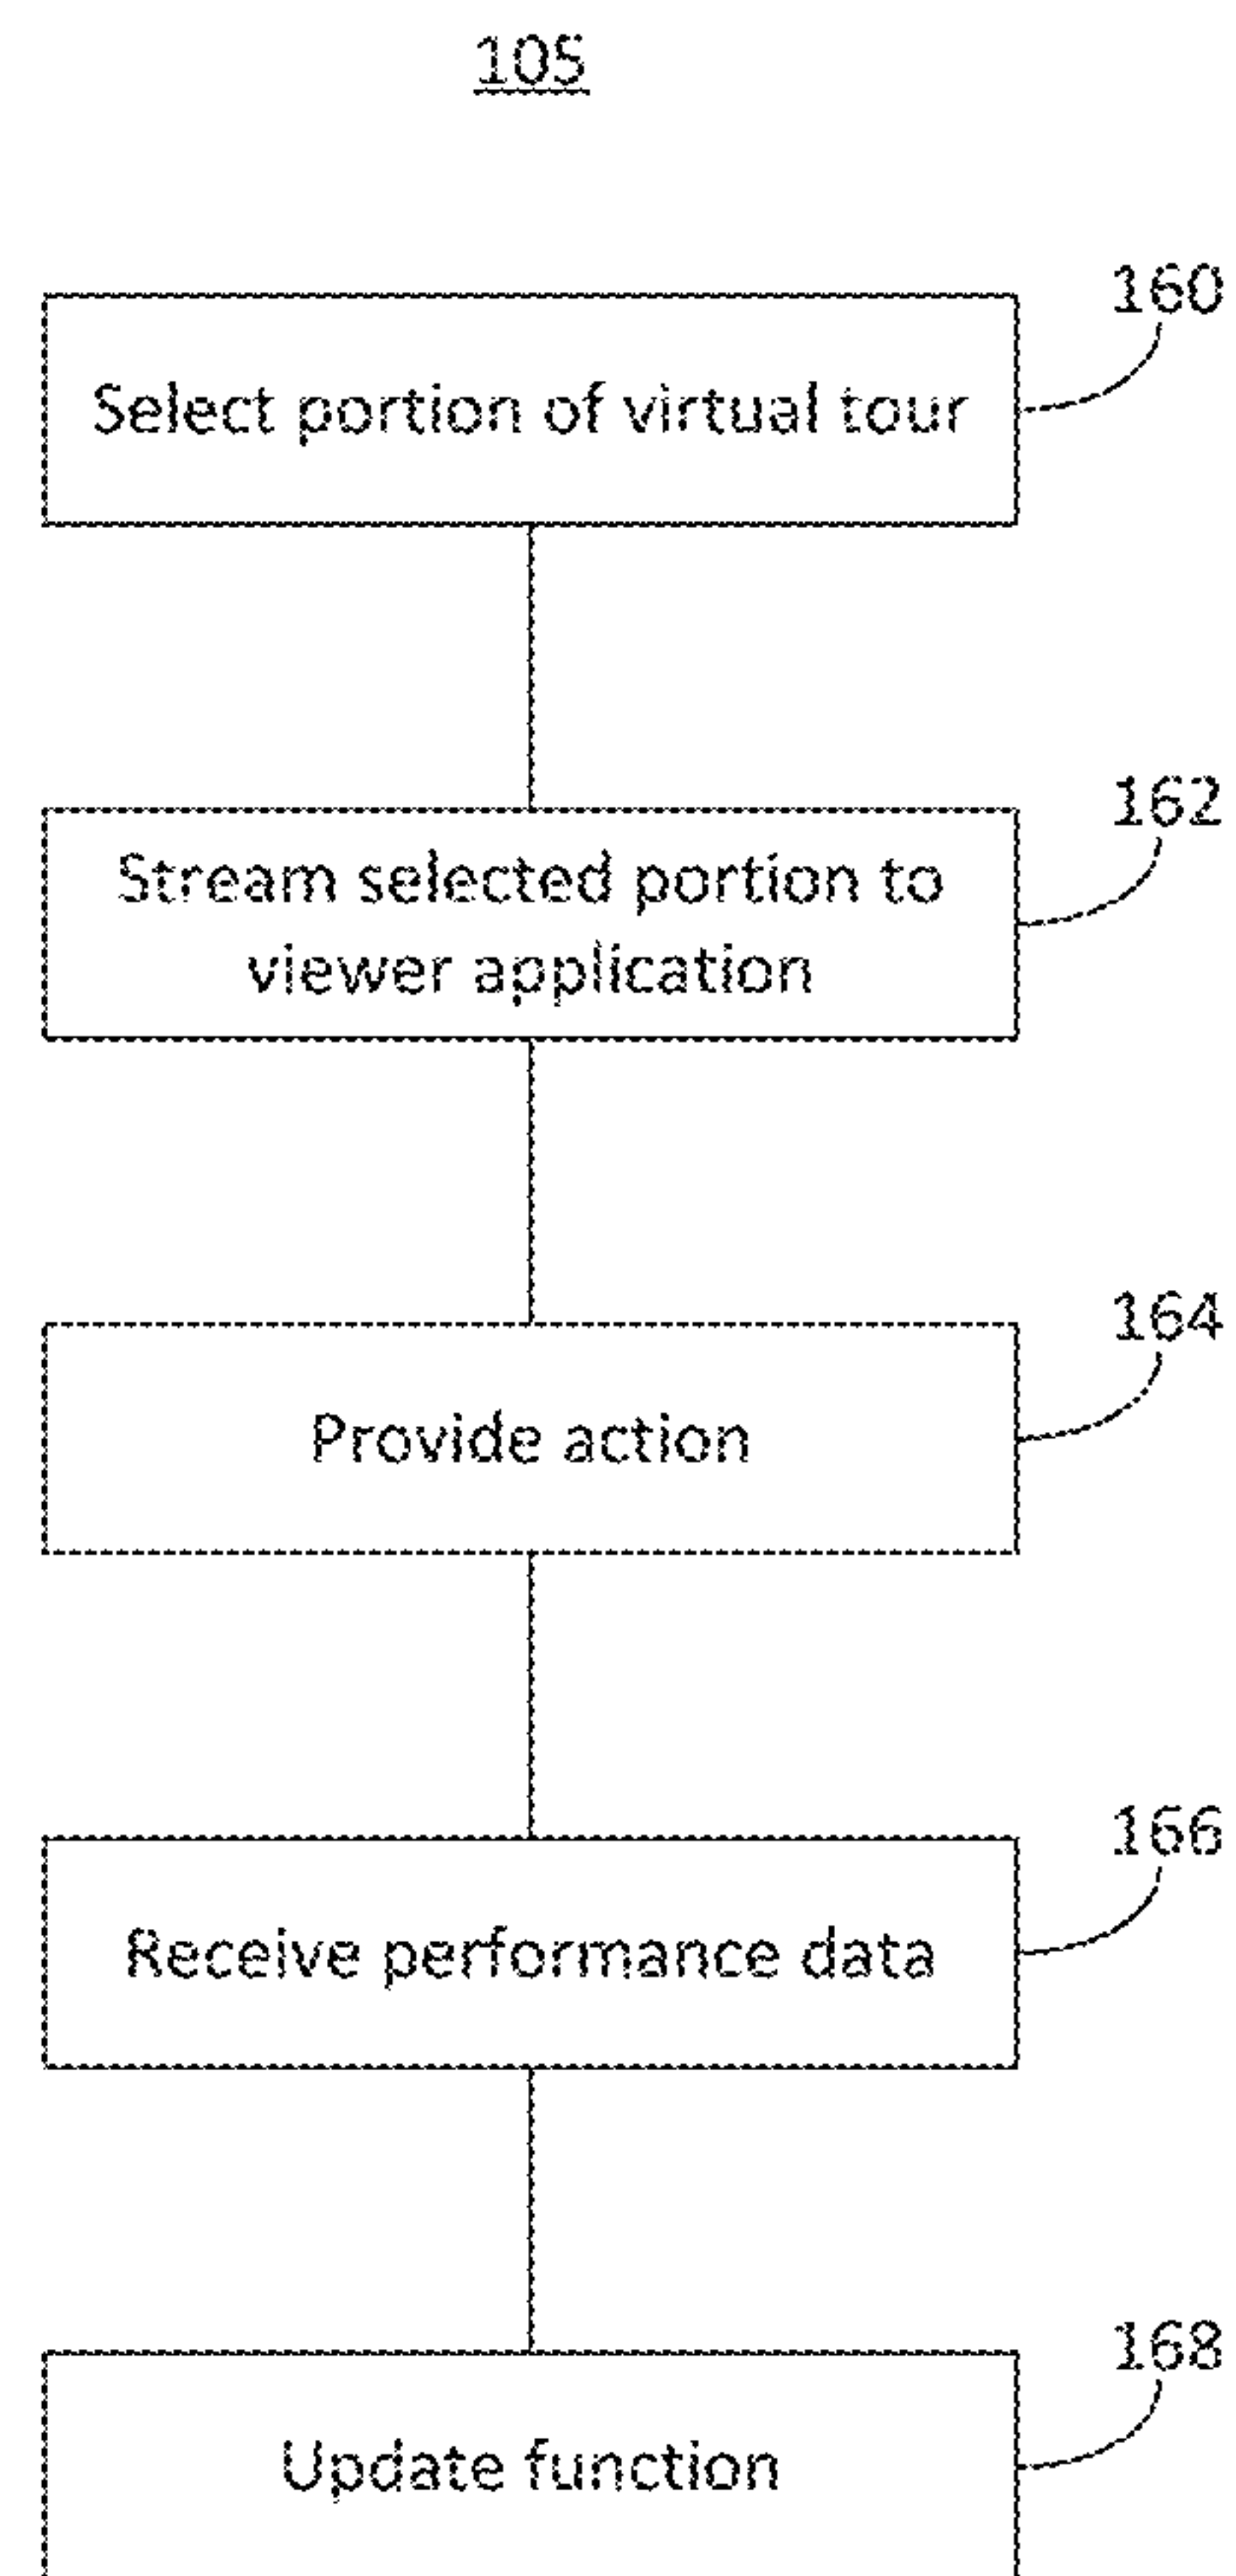 105
160
Select portion of virtual tour
162
Stream selected portion to
viewer application
164
Provide action
166
Receive performance data
168
Update function